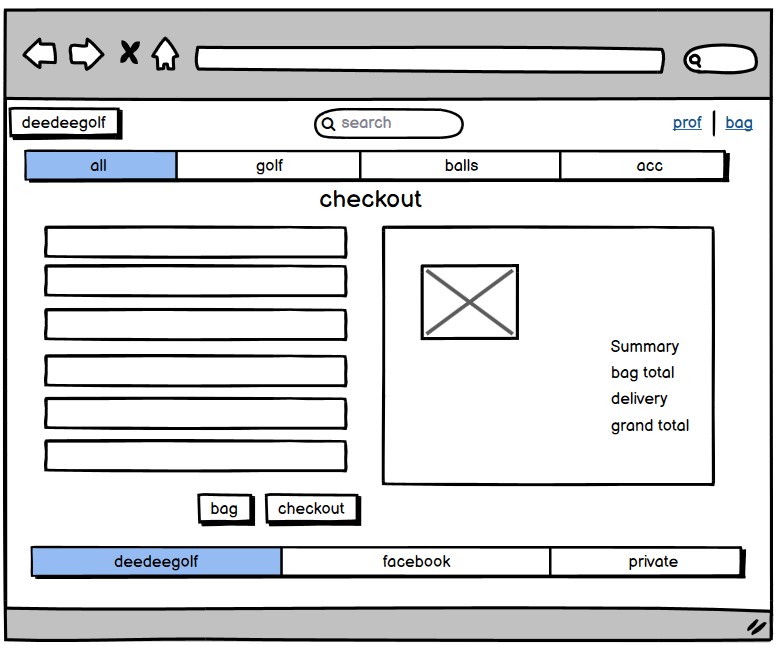 deedeegolf search prof bag
all golf balls acc
checkout
Summary
bag total
delivery
grand total
bag checkout
deedeegolf facebook private